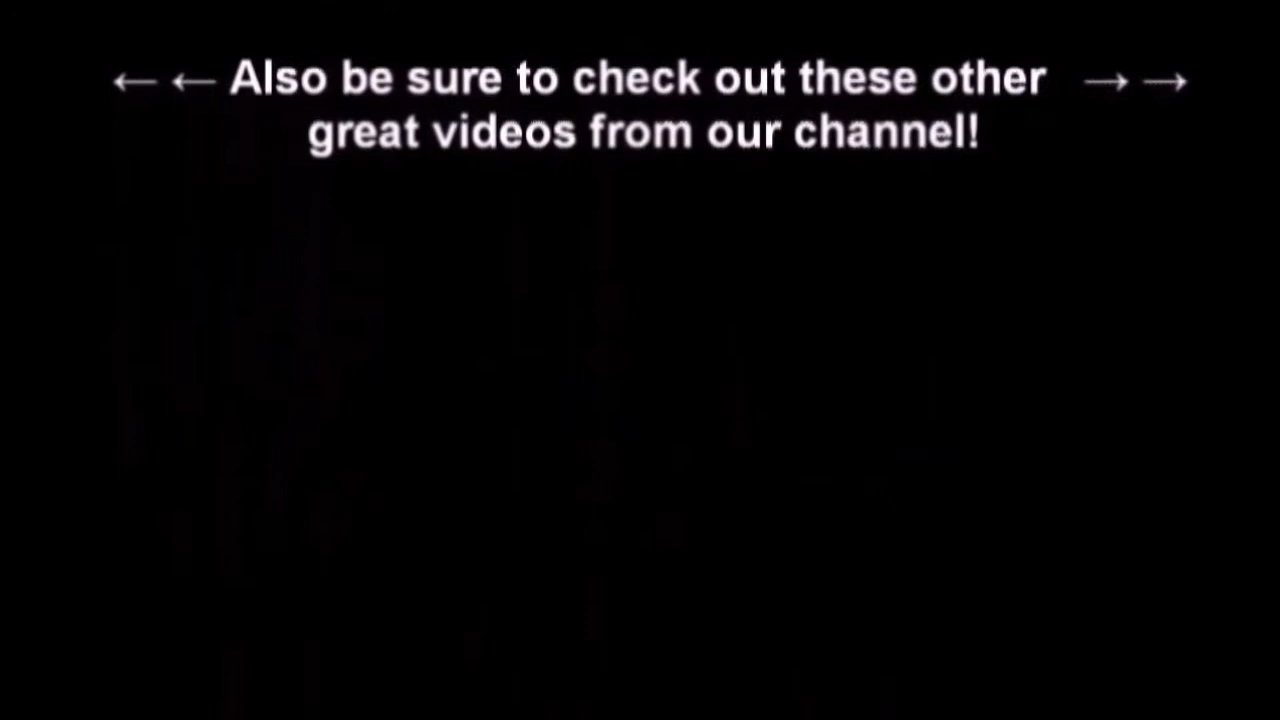 ←← Also be sure to check out these other →→
great videos from our channel!